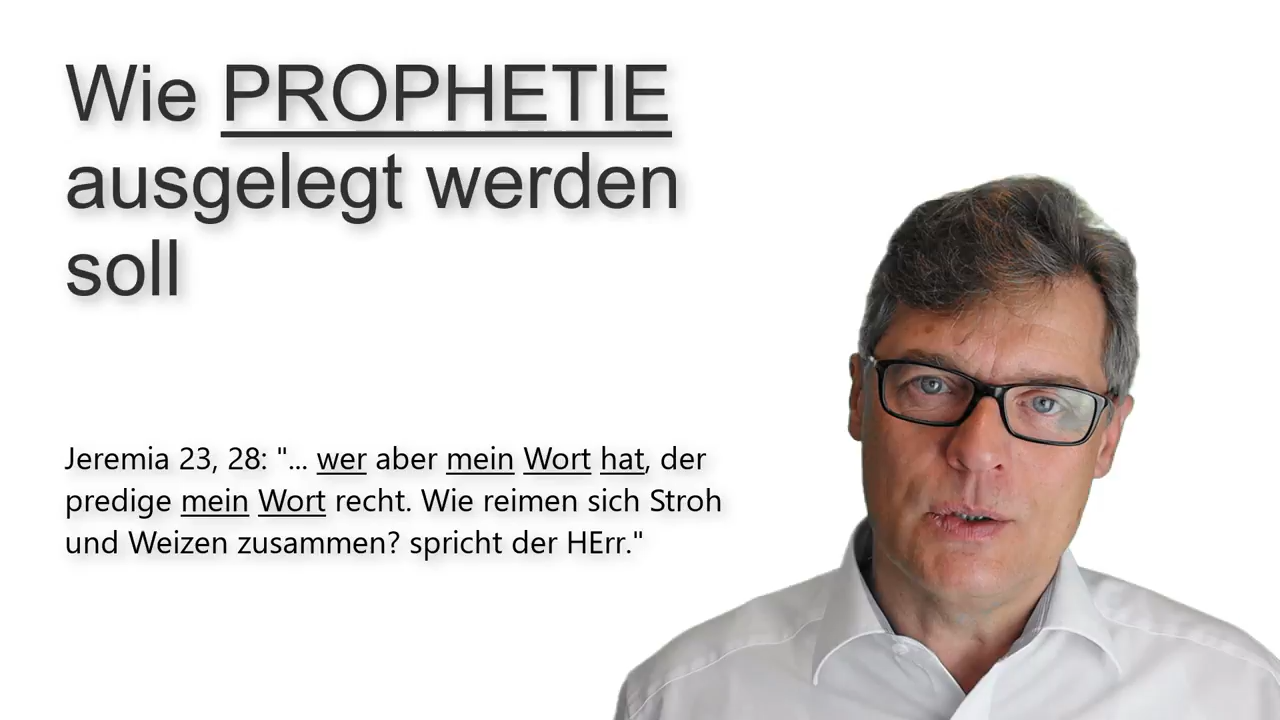 Wie PROPHETIE
ausgelegt werden
soll
Jeremia 23, 28: "... wer aber mein Wort hat, der
predige mein Wort recht. Wie reimen sich Stroh
und Weizen zusammen? spricht der HErr."